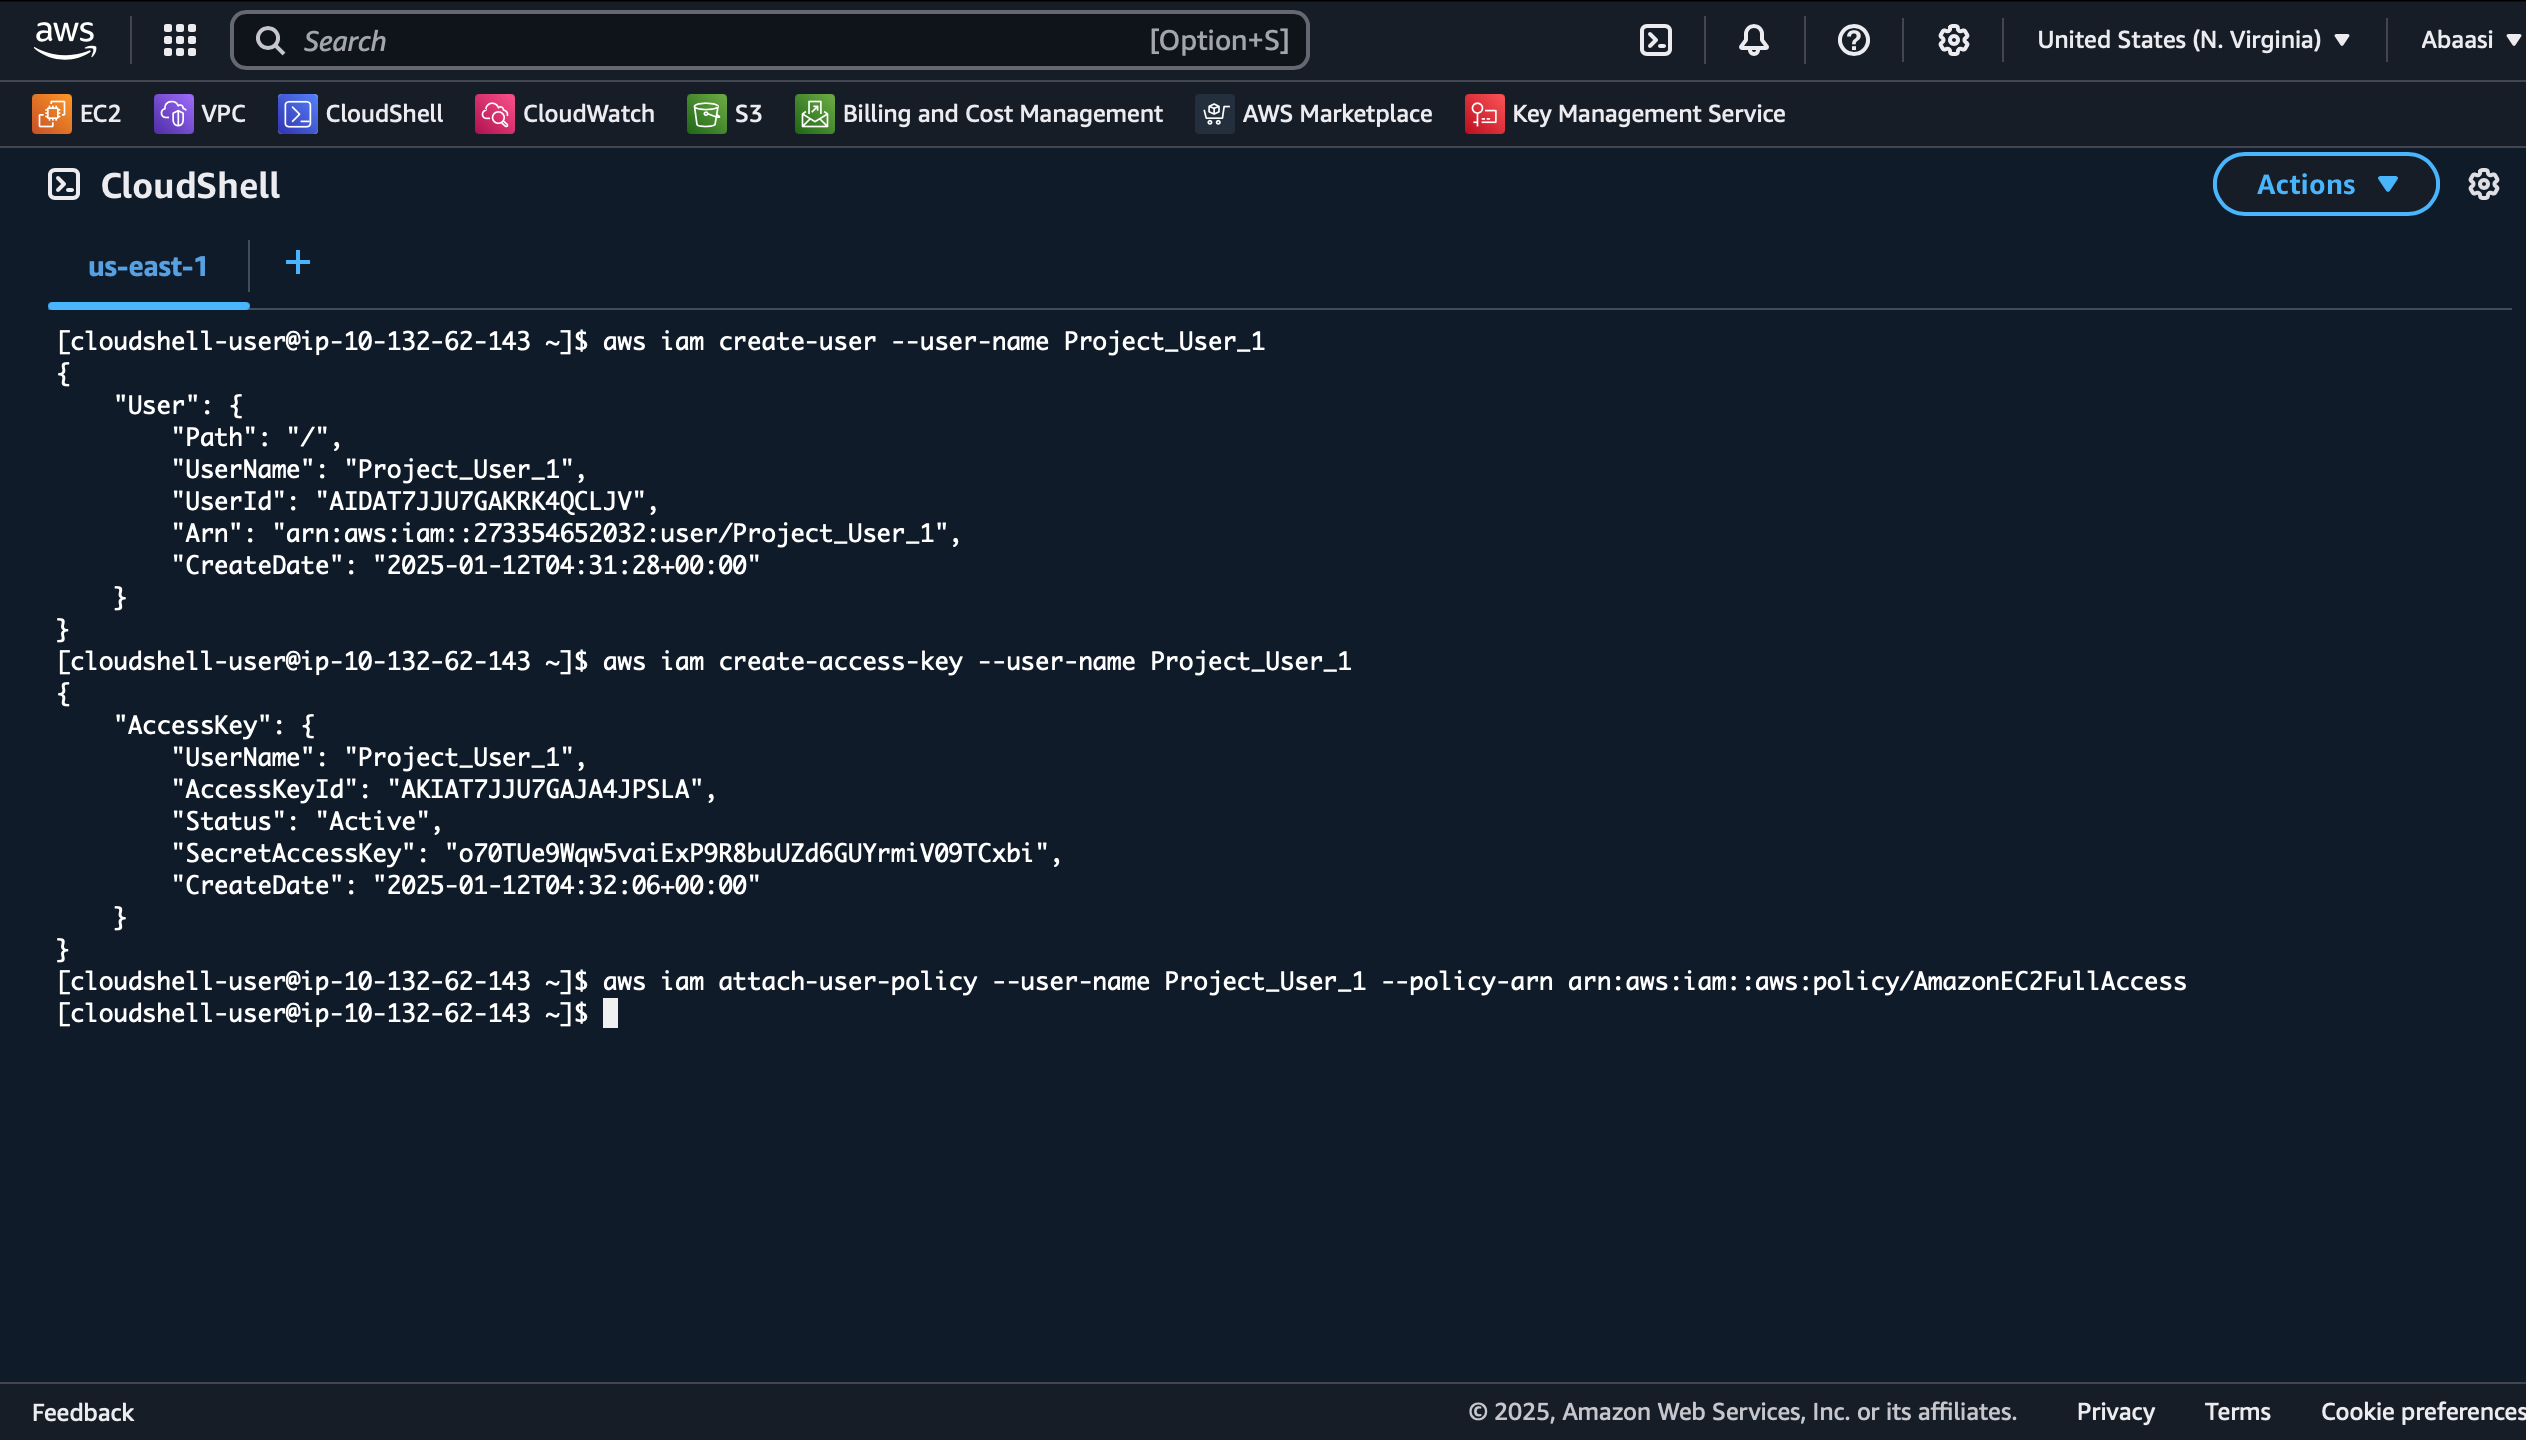 aws
Search [Option+S]
United States (N. Virginia)
Abaasi
EC2
VPC
CloudShell
CloudWatch
S3
Billing and Cost Management
AWS Marketplace
Key Management Service
CloudShell
Actions
us-east-1
+
[cloudshell-user@ip-10-132-62-143 ~]$ aws iam create-user --user-name Project_User_1
{
    "User": {
        "Path": "/",
        "UserName": "Project_User_1",
        "UserId": "AIDAT7JJU7GAKRK4QCLJV",
        "Arn": "arn:aws:iam::273354652032:user/Project_User_1",
        "CreateDate": "2025-01-12T04:31:28+00:00"
    }
}
[cloudshell-user@ip-10-132-62-143 ~]$ aws iam create-access-key --user-name Project_User_1
{
    "AccessKey": {
        "UserName": "Project_User_1",
        "AccessKeyId": "AKIAT7JJU7GAJA4JPSLA",
        "Status": "Active",
        "SecretAccessKey": "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",
        "CreateDate": "2025-01-12T04:32:06+00:00"
    }
}
[cloudshell-user@ip-10-132-62-143 ~]$ aws iam attach-user-policy --user-name Project_User_1 --policy-arn arn:aws:iam::aws:policy/AmazonEC2FullAccess
[cloudshell-user@ip-10-132-62-143 ~]$
Feedback
© 2025, Amazon Web Services, Inc. or its affiliates.
Privacy
Terms
Cookie preferences